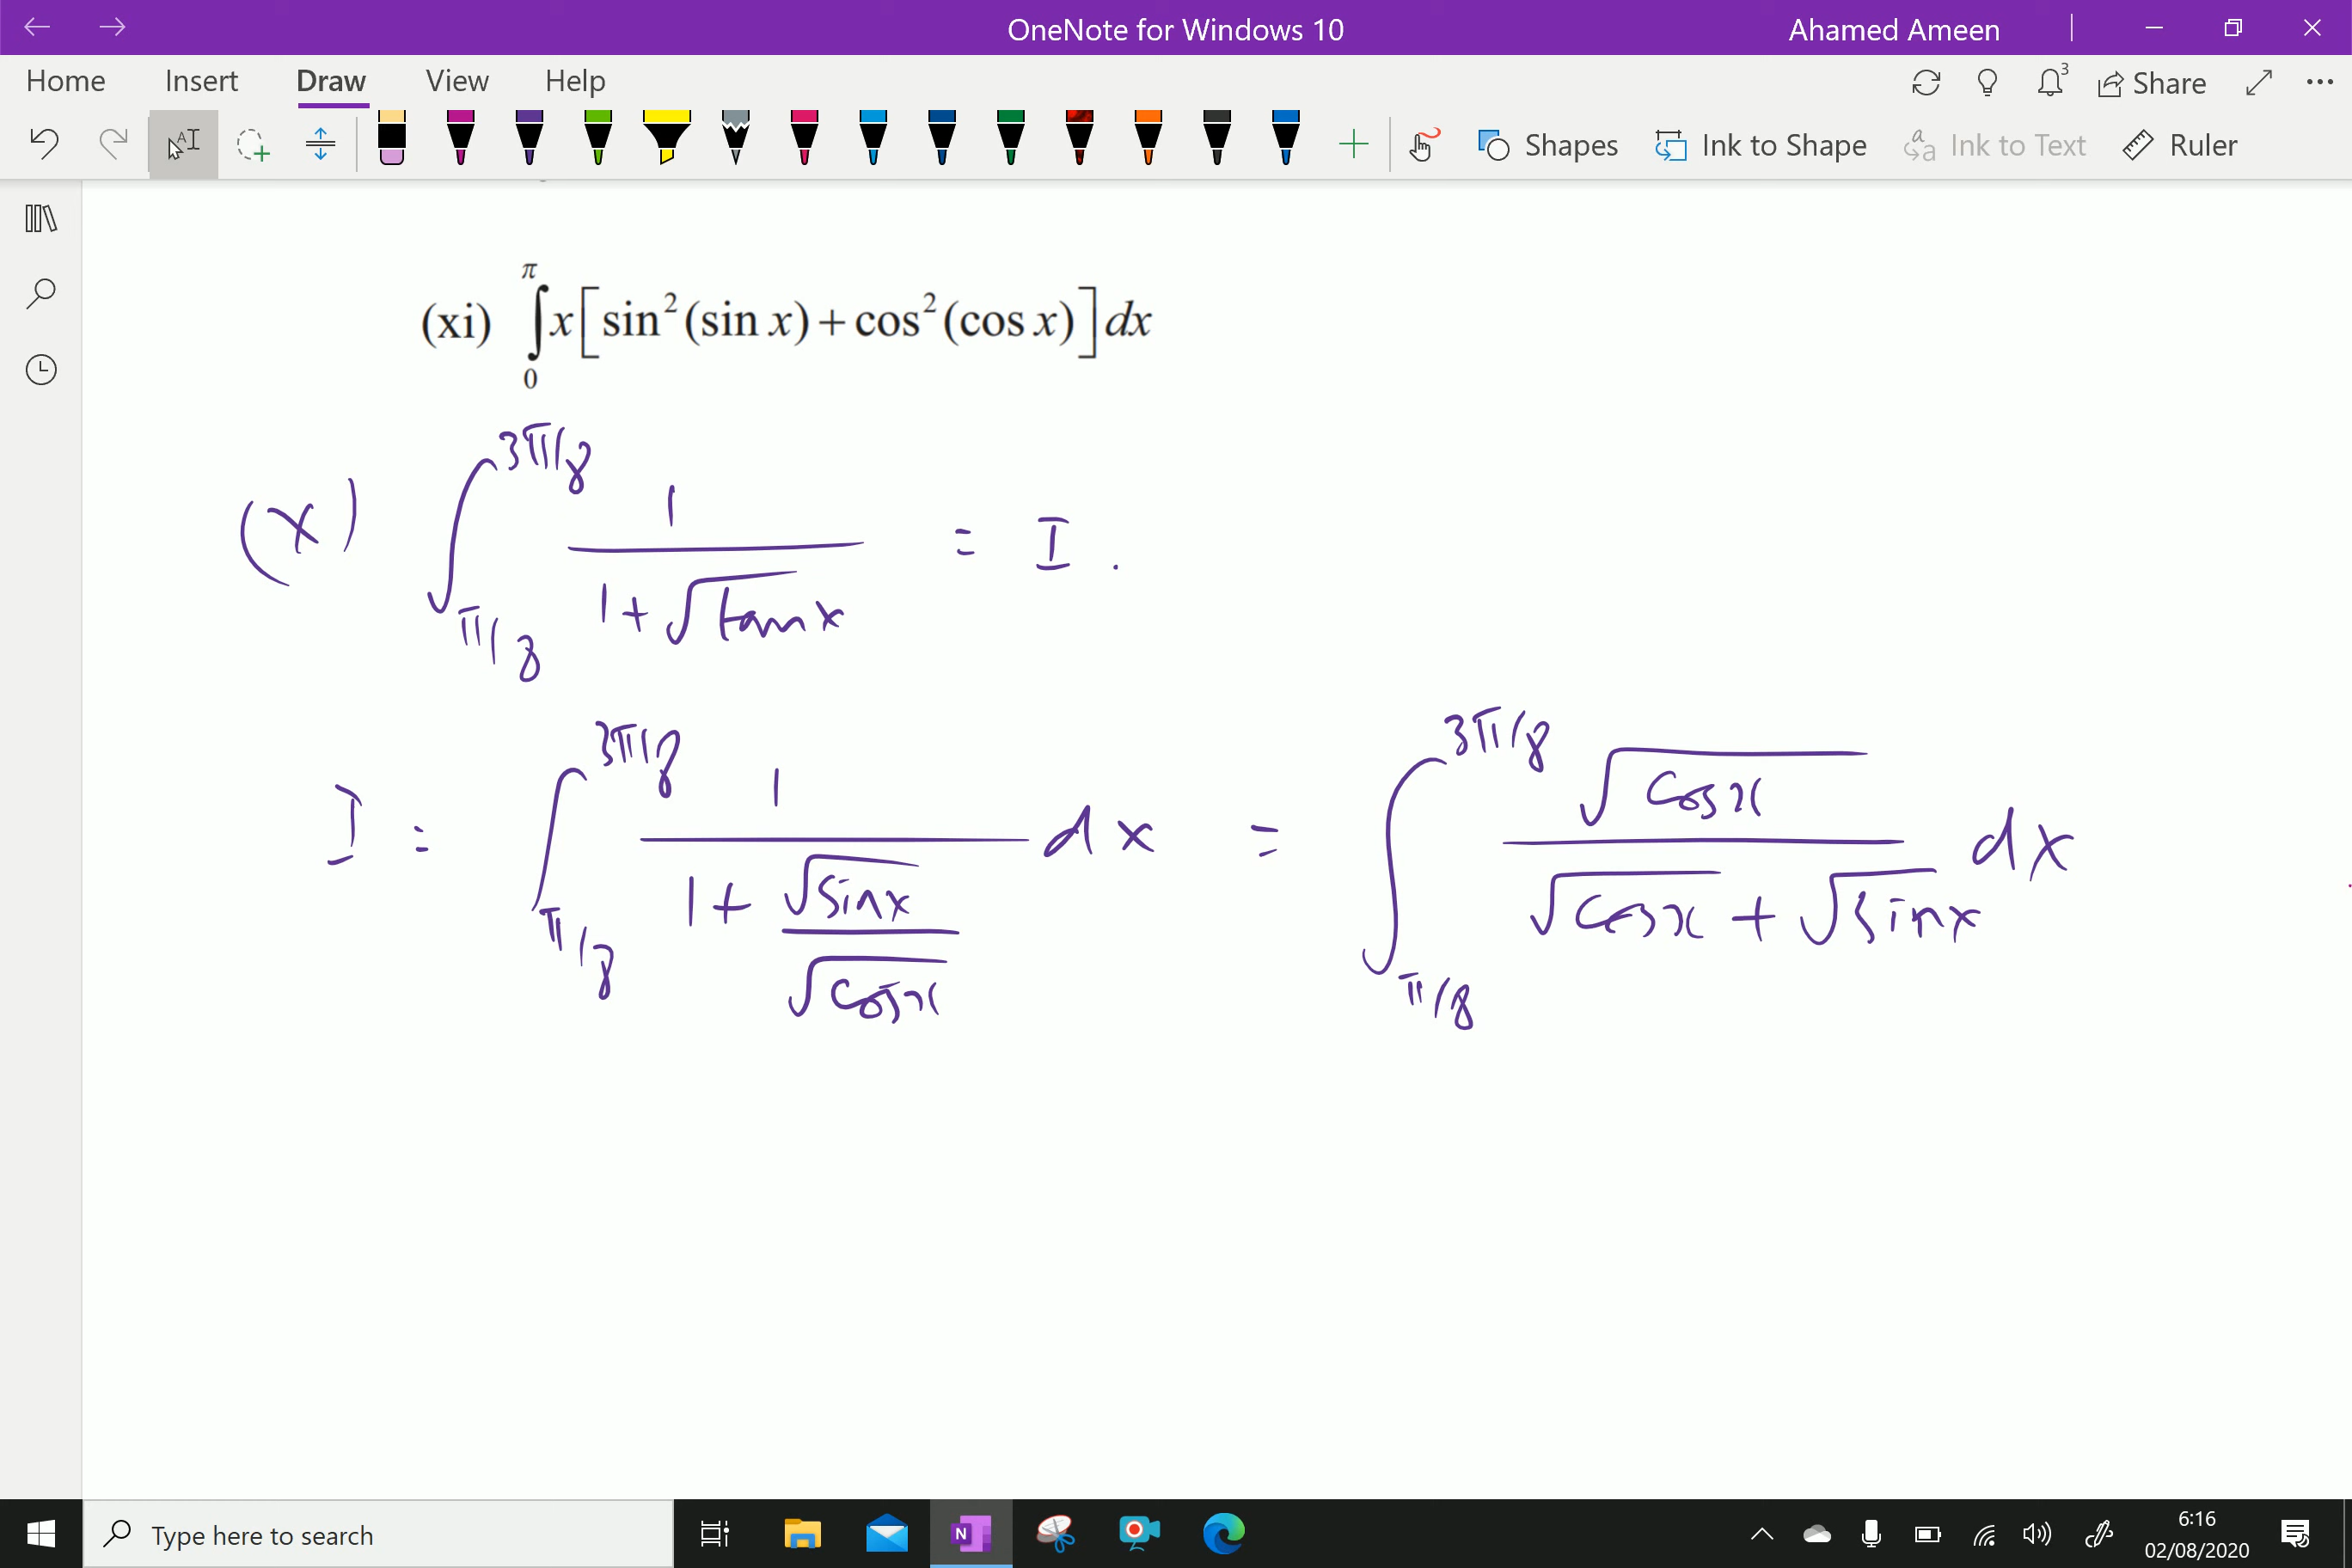 OneNote for Windows 10 Ahamed Ameen
Home Insert Draw View Help 3 Share
Shapes Ink to Shape Ink to Text Ruler
(xi) ∫₀^π x[sin²(sin x) + cos²(cos x)]dx
(x) ∫_{π/8}^{3π/8} 1/(1+√tanx) = I .
I = ∫_{π/8}^{3π/8} 1/(1+√sinx/√cosx) dx = ∫_{π/8}^{3π/8} √cosx/(√cosx + √sinx) dx
Type here to search
6:16
02/08/2020